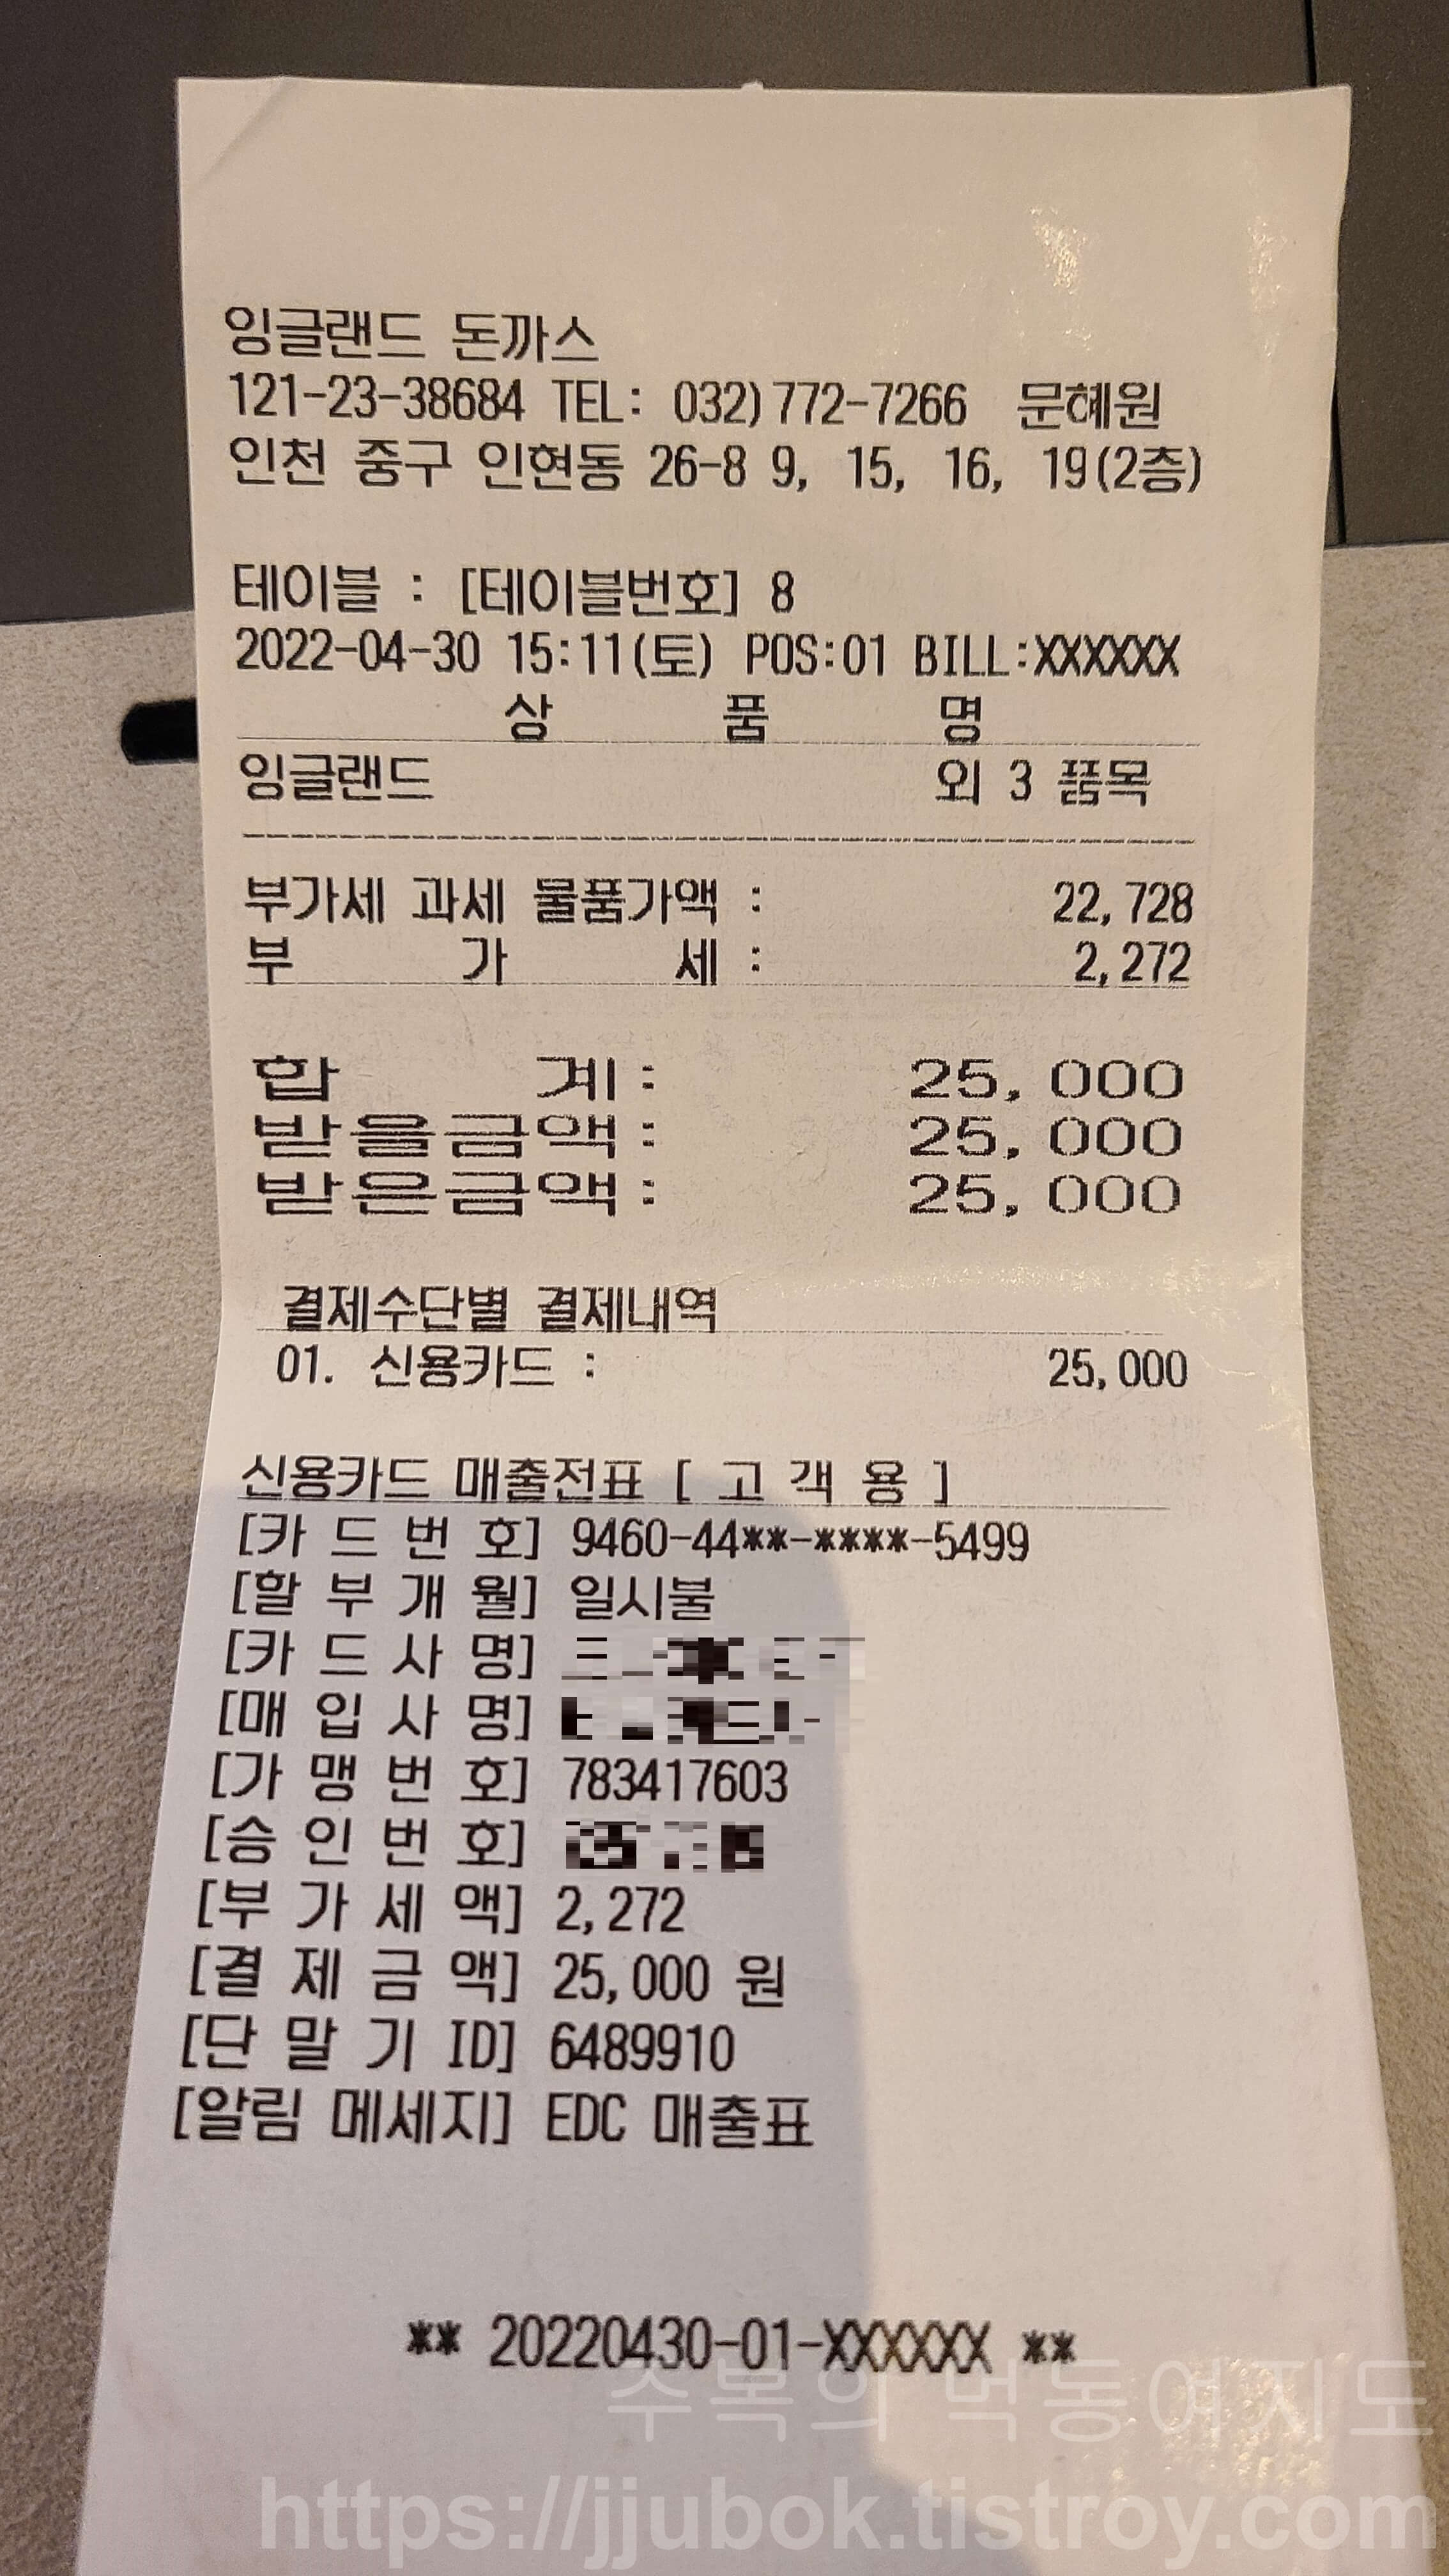 잉글랜드 돈까스
121-23-38684 TEL: 032)772-7266 문혜원
인천 중구 인현동 26-8 9, 15, 16, 19(2층)
테이블 : [테이블번호] 8
2022-04-30 15:11(토) POS:01 BILL:XXXXXX
상 품 명
잉글랜드 외 3 품목
부가세 과세 물품가액 : 22,728
부 가 세 : 2,272
합 계: 25,000
받을금액: 25,000
받은금액: 25,000
결제수단별 결제내역
01. 신용카드 : 25,000
신용카드 매출전표 [ 고 객 용 ]
[카 드 번 호] 9460-44**-****-5499
[할 부 개 월] 일시불
[카 드 사 명]
[매 입 사 명]
[가 맹 번 호] 783417603
[승 인 번 호]
[부 가 세 액] 2,272
[결 제 금 액] 25,000 원
[단 말 기 ID] 6489910
[알림 메세지] EDC 매출표
** 20220430-01-XXXXXX **
주복의 먹동여지도
https://jjubok.tistroy.com